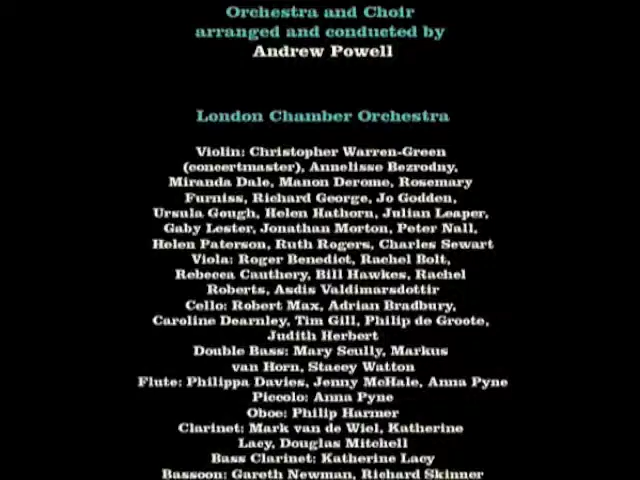 Orchestra and Choir
arranged and conducted by
Andrew Powell
London Chamber Orchestra
Violin: Christopher Warren-Green
(concertmaster), Annelisse Bezrodny,
Miranda Dale, Manon Derome, Rosemary
Furniss, Richard George, Jo Godden,
Ursula Gough, Helen Hathorn, Julian Leaper,
Gaby Lester, Jonathan Morton, Peter Nall,
Helen Paterson, Ruth Rogers, Charles Sewart
Viola: Roger Benedict, Rachel Bolt,
Rebecca Cauthery, Bill Hawkes, Rachel
Roberts, Asdis Valdimarsdottir
Cello: Robert Max, Adrian Bradbury,
Caroline Dearnley, Tim Gill, Philip de Groote,
Judith Herbert
Double Bass: Mary Scully, Markus
van Horn, Stacey Watton
Flute: Philippa Davies, Jenny McHale, Anna Pyne
Piccolo: Anna Pyne
Oboe: Philip Harmer
Clarinet: Mark van de Wiel, Katherine
Lacy, Douglas Mitchell
Bass Clarinet: Katherine Lacy
Bassoon: Gareth Newman, Richard Skinner